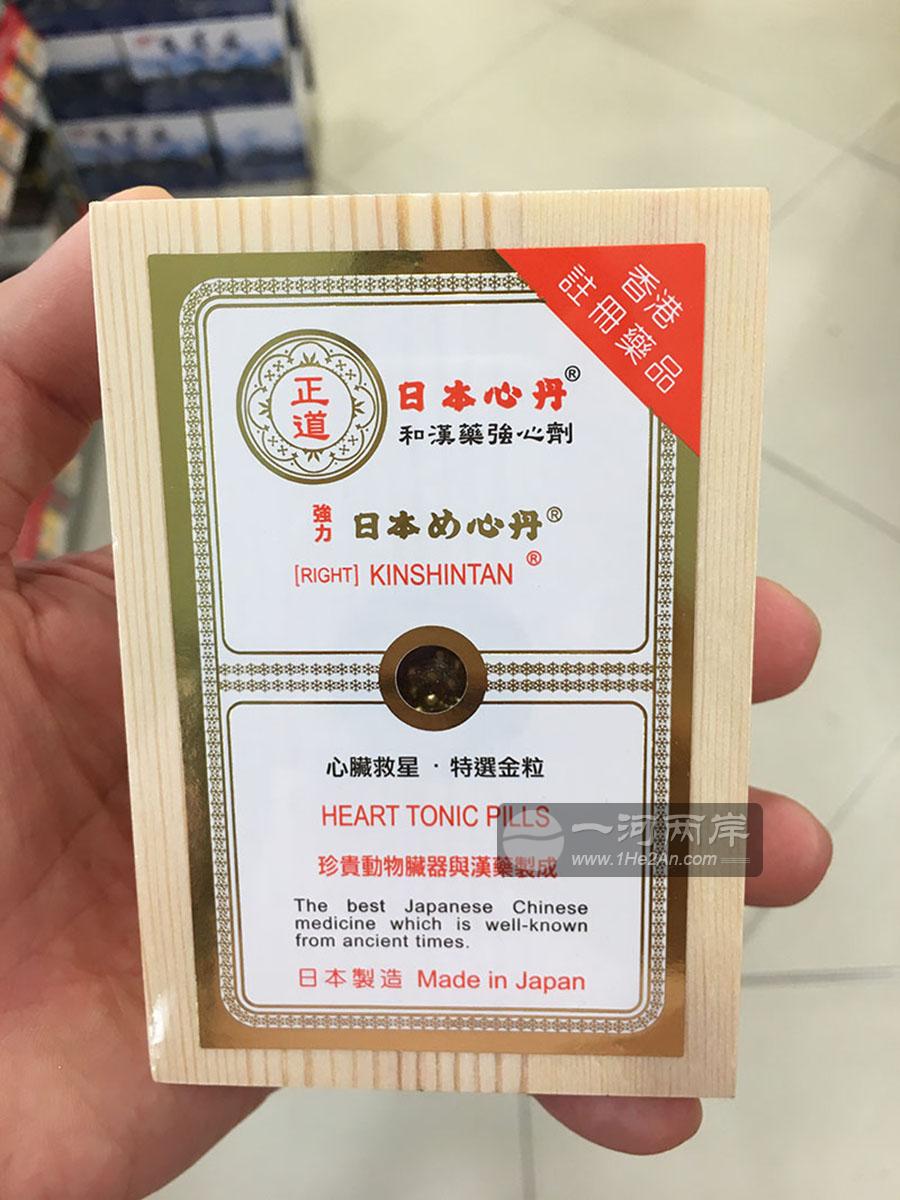 香港
註冊藥品
正道
日本心丹®
和漢藥強心劑
強力 日本め心丹®
[RIGHT] KINSHINTAN ®
心臟救星·特選金粒
HEART TONIC PILLS
一河两岸
www.1He2An.com
珍貴動物臟器與漢藥製成
The best Japanese Chinese
medicine which is well-known
from ancient times.
日本製造 Made in Japan